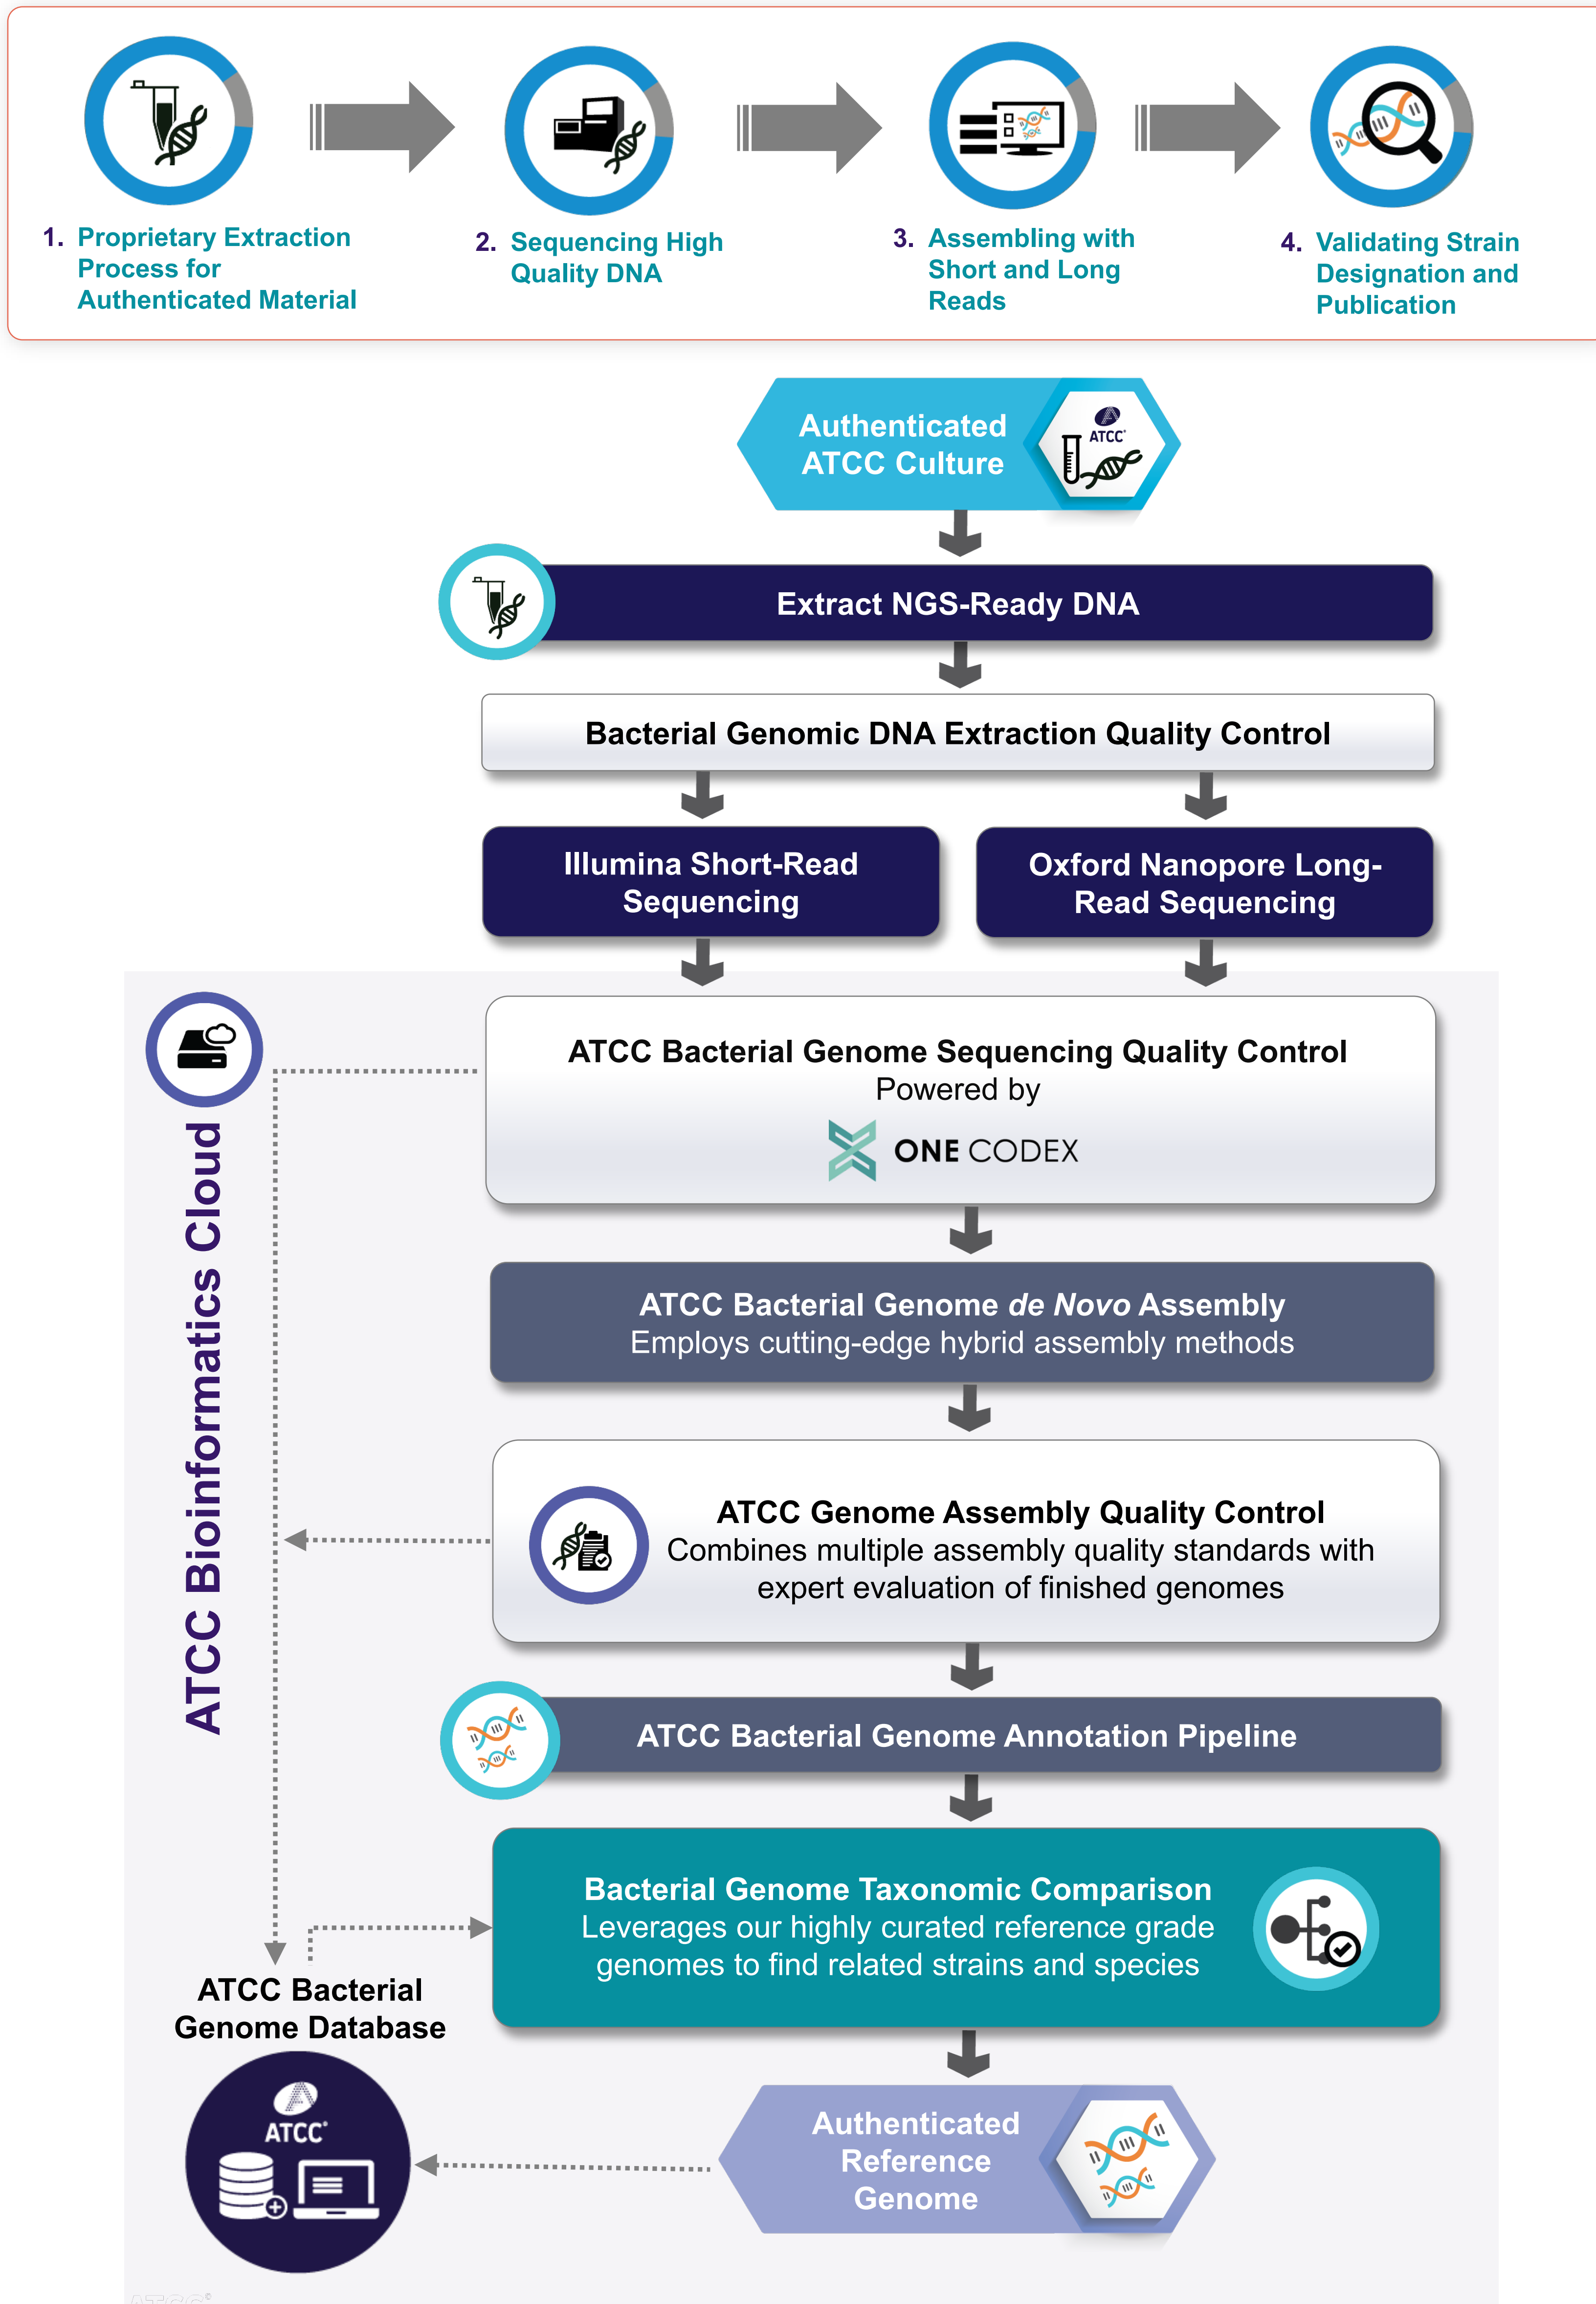 1. Proprietary Extraction
Process for
Authenticated Material
2. Sequencing High
Quality DNA
3. Assembling with
Short and Long
Reads
4. Validating Strain
Designation and
Publication
Authenticated
ATCC Culture
ATCC®
Extract NGS-Ready DNA
Bacterial Genomic DNA Extraction Quality Control
Illumina Short-Read
Sequencing
Oxford Nanopore Long-
Read Sequencing
ATCC Bioinformatics Cloud
ATCC Bacterial Genome Sequencing Quality Control
Powered by
ONE CODEX
ATCC Bacterial Genome de Novo Assembly
Employs cutting-edge hybrid assembly methods
ATCC Genome Assembly Quality Control
Combines multiple assembly quality standards with
expert evaluation of finished genomes
ATCC Bacterial Genome Annotation Pipeline
Bacterial Genome Taxonomic Comparison
Leverages our highly curated reference grade
genomes to find related strains and species
ATCC Bacterial
Genome Database
ATCC®
Authenticated
Reference
Genome
ATCC©